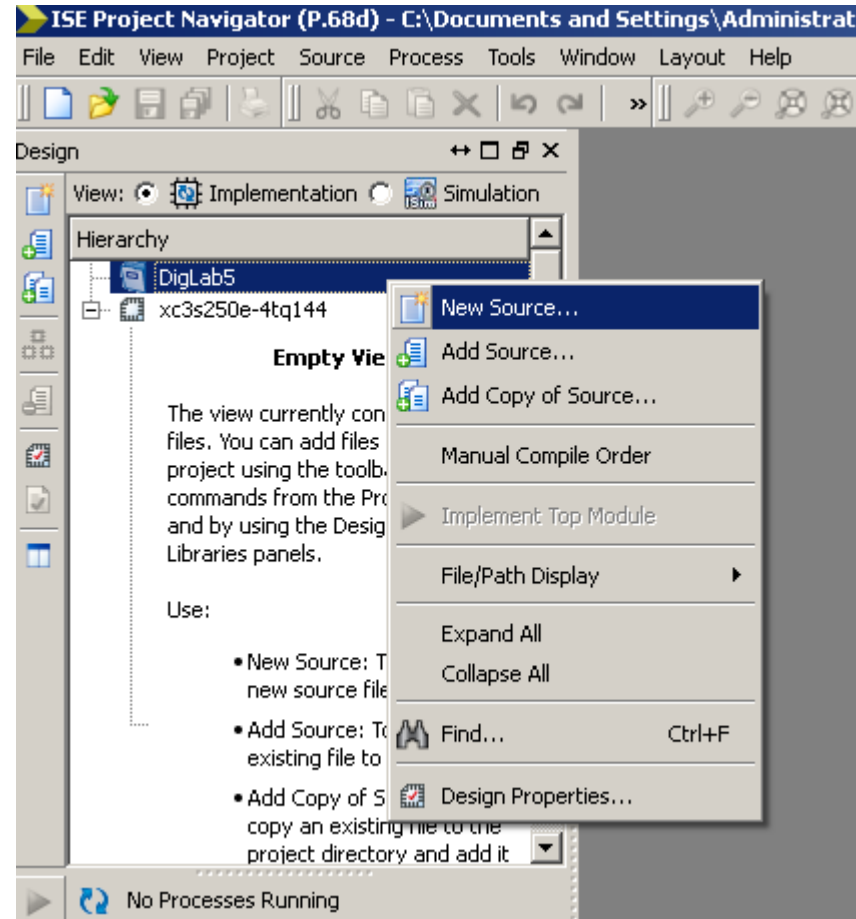 ISE Project Navigator (P.68d) - C:\Documents and Settings\Administrat
File Edit View Project Source Process Tools Window Layout Help
»
Design
View: Implementation Simulation
Hierarchy
DigLab5
xc3s250e-4tq144
Empty Vie
The view currently con
files. You can add files
project using the toolb
commands from the Pro
and by using the Desig
Libraries panels.
Use:
• New Source: T
new source file
• Add Source: To
existing file to
• Add Copy of S
copy an existing file to the
project directory and add it
New Source...
Add Source...
Add Copy of Source...
Manual Compile Order
Implement Top Module
File/Path Display
Expand All
Collapse All
Find... Ctrl+F
Design Properties...
No Processes Running